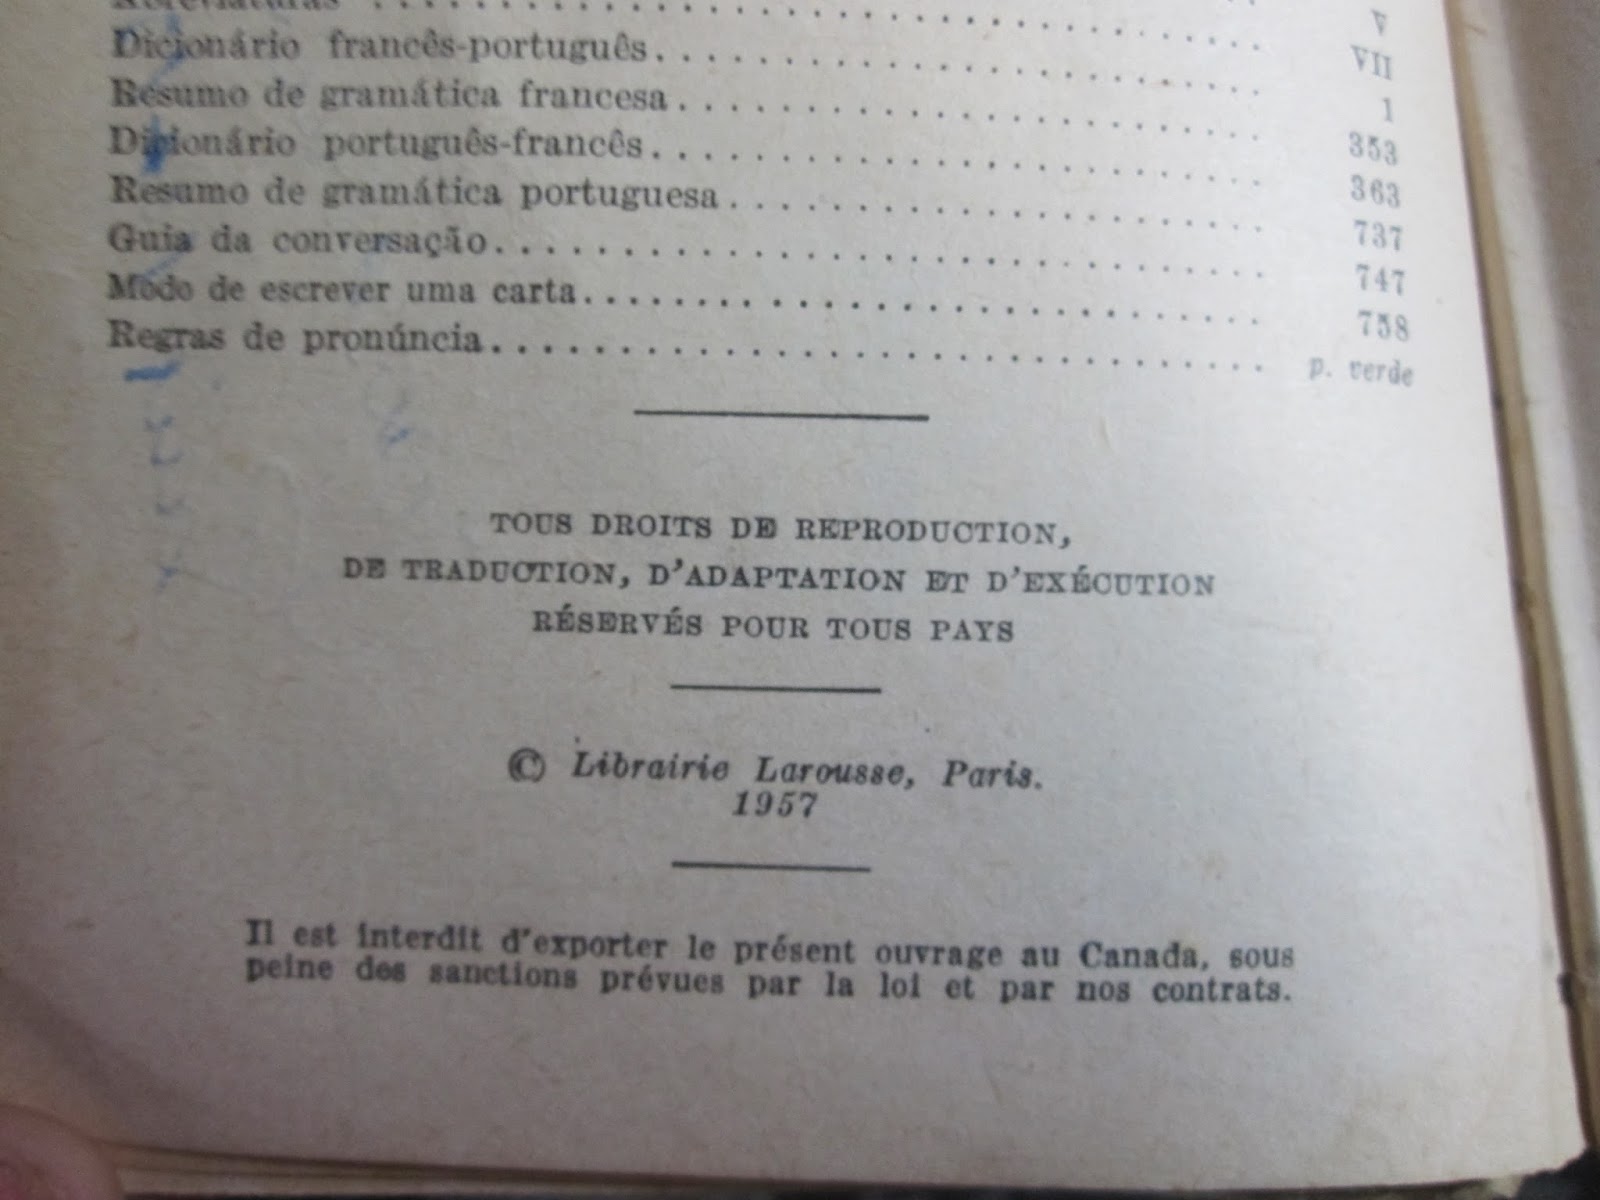 V
Abreviaturas . . . . . . . . . . . . . . . . . . . . . . . . . . . . . . VII
Dicionário francês-português. . . . . . . . . . . . . . . . . . . . . . . . 1
Resumo de gramática francesa . . . . . . . . . . . . . . . . . . . . . . . 353
Dicionário português-francês. . . . . . . . . . . . . . . . . . . . . . . . 363
Resumo de gramática portuguesa . . . . . . . . . . . . . . . . . . . . . 737
Guia da conversação. . . . . . . . . . . . . . . . . . . . . . . . . . . . . . 747
Modo de escrever uma carta. . . . . . . . . . . . . . . . . . . . . . . . . . 758
Regras de pronúncia. . . . . . . . . . . . . . . . . . . . . . . . . . . . . . p. verde
TOUS DROITS DE REPRODUCTION,
DE TRADUCTION, D'ADAPTATION ET D'EXÉCUTION
RÉSERVÉS POUR TOUS PAYS
© Librairie Larousse, Paris.
1957
Il est interdit d'exporter le présent ouvrage au Canada, sous
peine des sanctions prévues par la loi et par nos contrats.